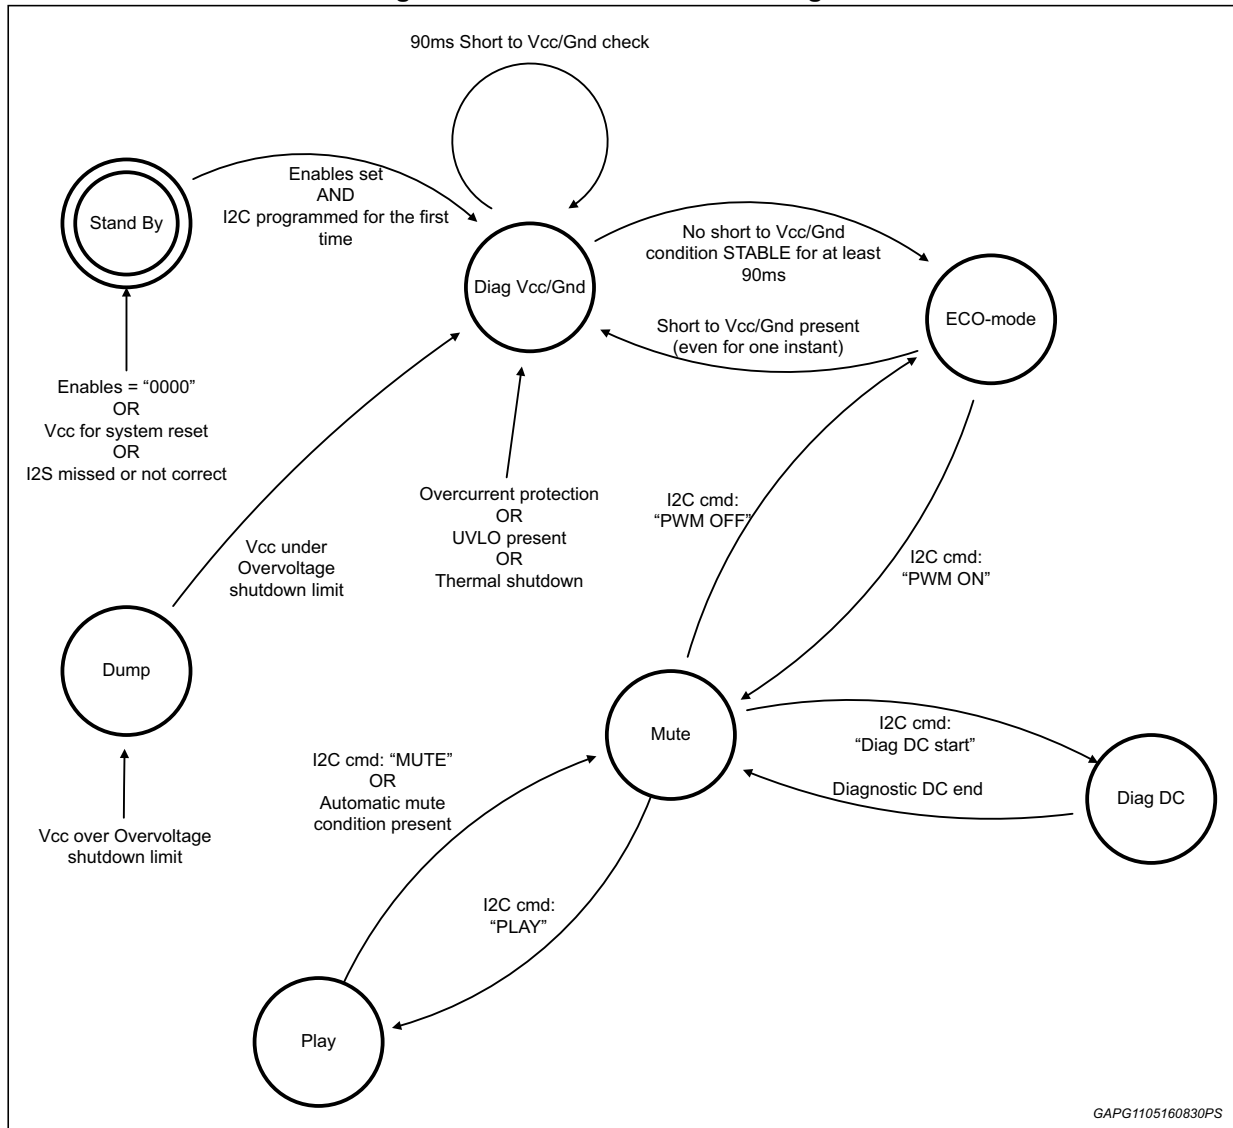 90ms Short to Vcc/Gnd check
Stand By
Enables set
AND
I2C programmed for the first
time
Diag Vcc/Gnd
No short to Vcc/Gnd
condition STABLE for at least
90ms
ECO-mode
Short to Vcc/Gnd present
(even for one instant)
Enables = “0000”
OR
Vcc for system reset
OR
I2S missed or not correct
Overcurrent protection
OR
UVLO present
OR
Thermal shutdown
I2C cmd:
“PWM OFF”
I2C cmd:
“PWM ON”
Vcc under
Overvoltage
shutdown limit
Dump
Mute
I2C cmd:
“Diag DC start”
Diagnostic DC end
Diag DC
I2C cmd: “MUTE”
OR
Automatic mute
condition present
Vcc over Overvoltage
shutdown limit
I2C cmd:
“PLAY”
Play
GAPG1105160830PS